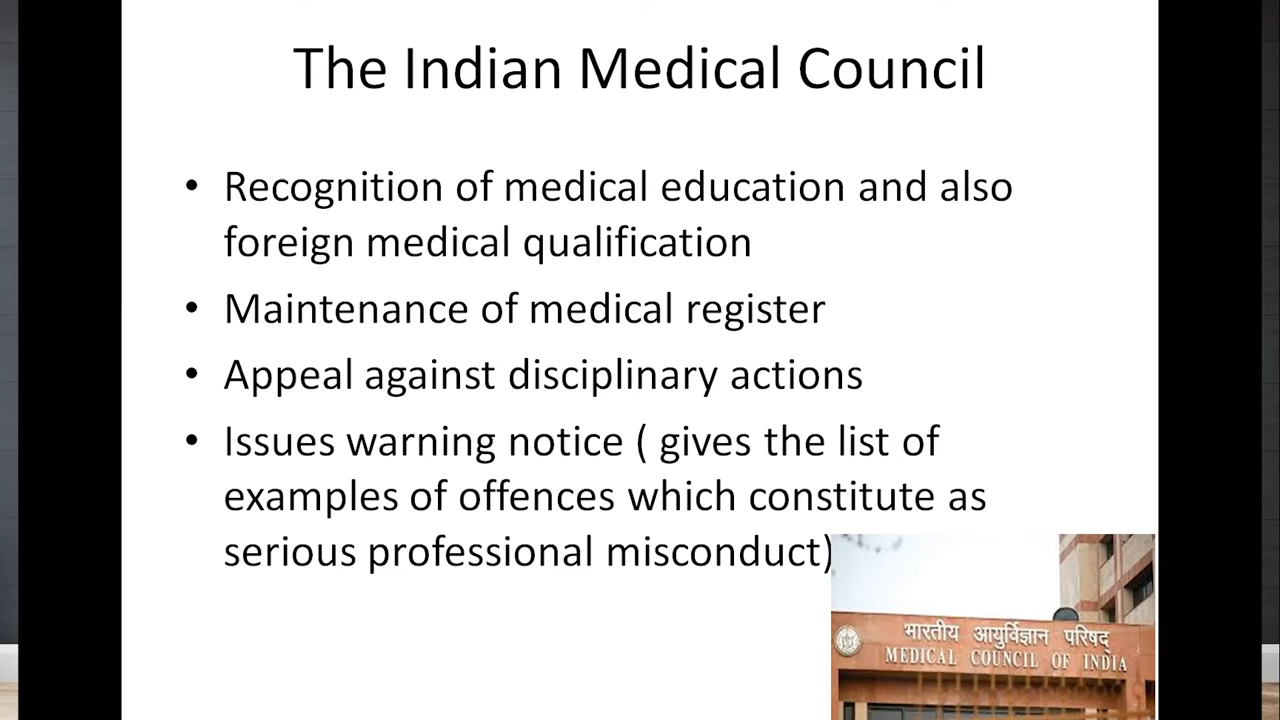 The Indian Medical Council
• Recognition of medical education and also
foreign medical qualification
• Maintenance of medical register
• Appeal against disciplinary actions
• Issues warning notice ( gives the list of
examples of offences which constitute as
serious professional misconduct)
भारतीय आयुर्विज्ञान परिषद्
MEDICAL COUNCIL OF INDIA